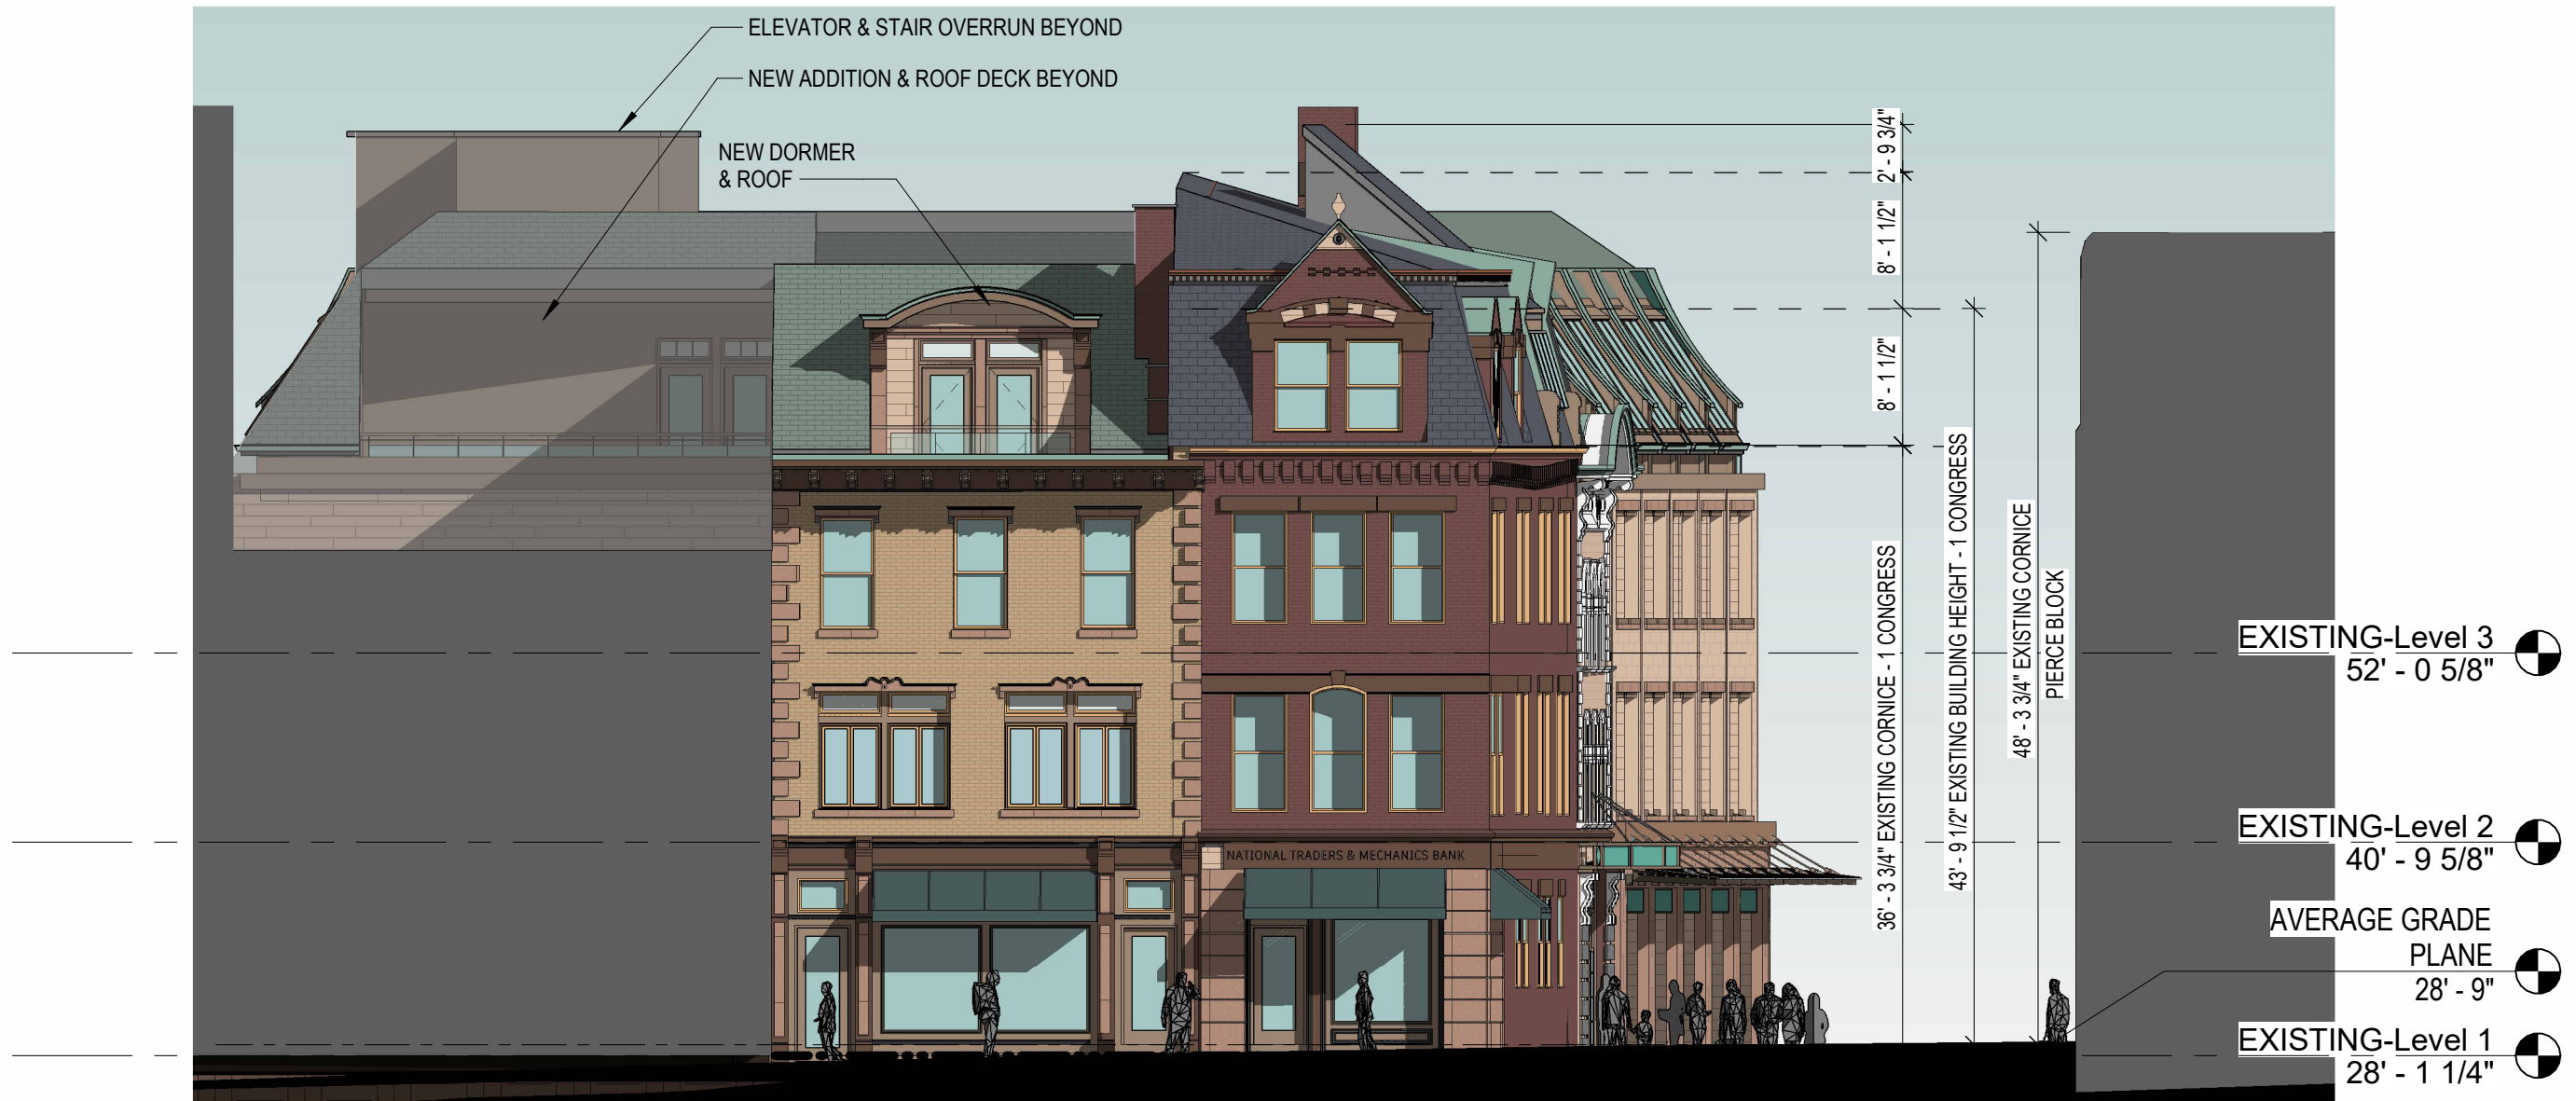 ELEVATOR & STAIR OVERRUN BEYOND
NEW ADDITION & ROOF DECK BEYOND
NEW DORMER
& ROOF
2' - 9 3/4"
8' - 1 1/2"
8' - 1 1/2"
36' - 3 3/4" EXISTING CORNICE - 1 CONGRESS
43' - 9 1/2" EXISTING BUILDING HEIGHT - 1 CONGRESS
48' - 3 3/4" EXISTING CORNICE
PIERCE BLOCK
NATIONAL TRADERS & MECHANICS BANK
EXISTING-Level 3
52' - 0 5/8"
EXISTING-Level 2
40' - 9 5/8"
AVERAGE GRADE
PLANE
28' - 9"
EXISTING-Level 1
28' - 1 1/4"